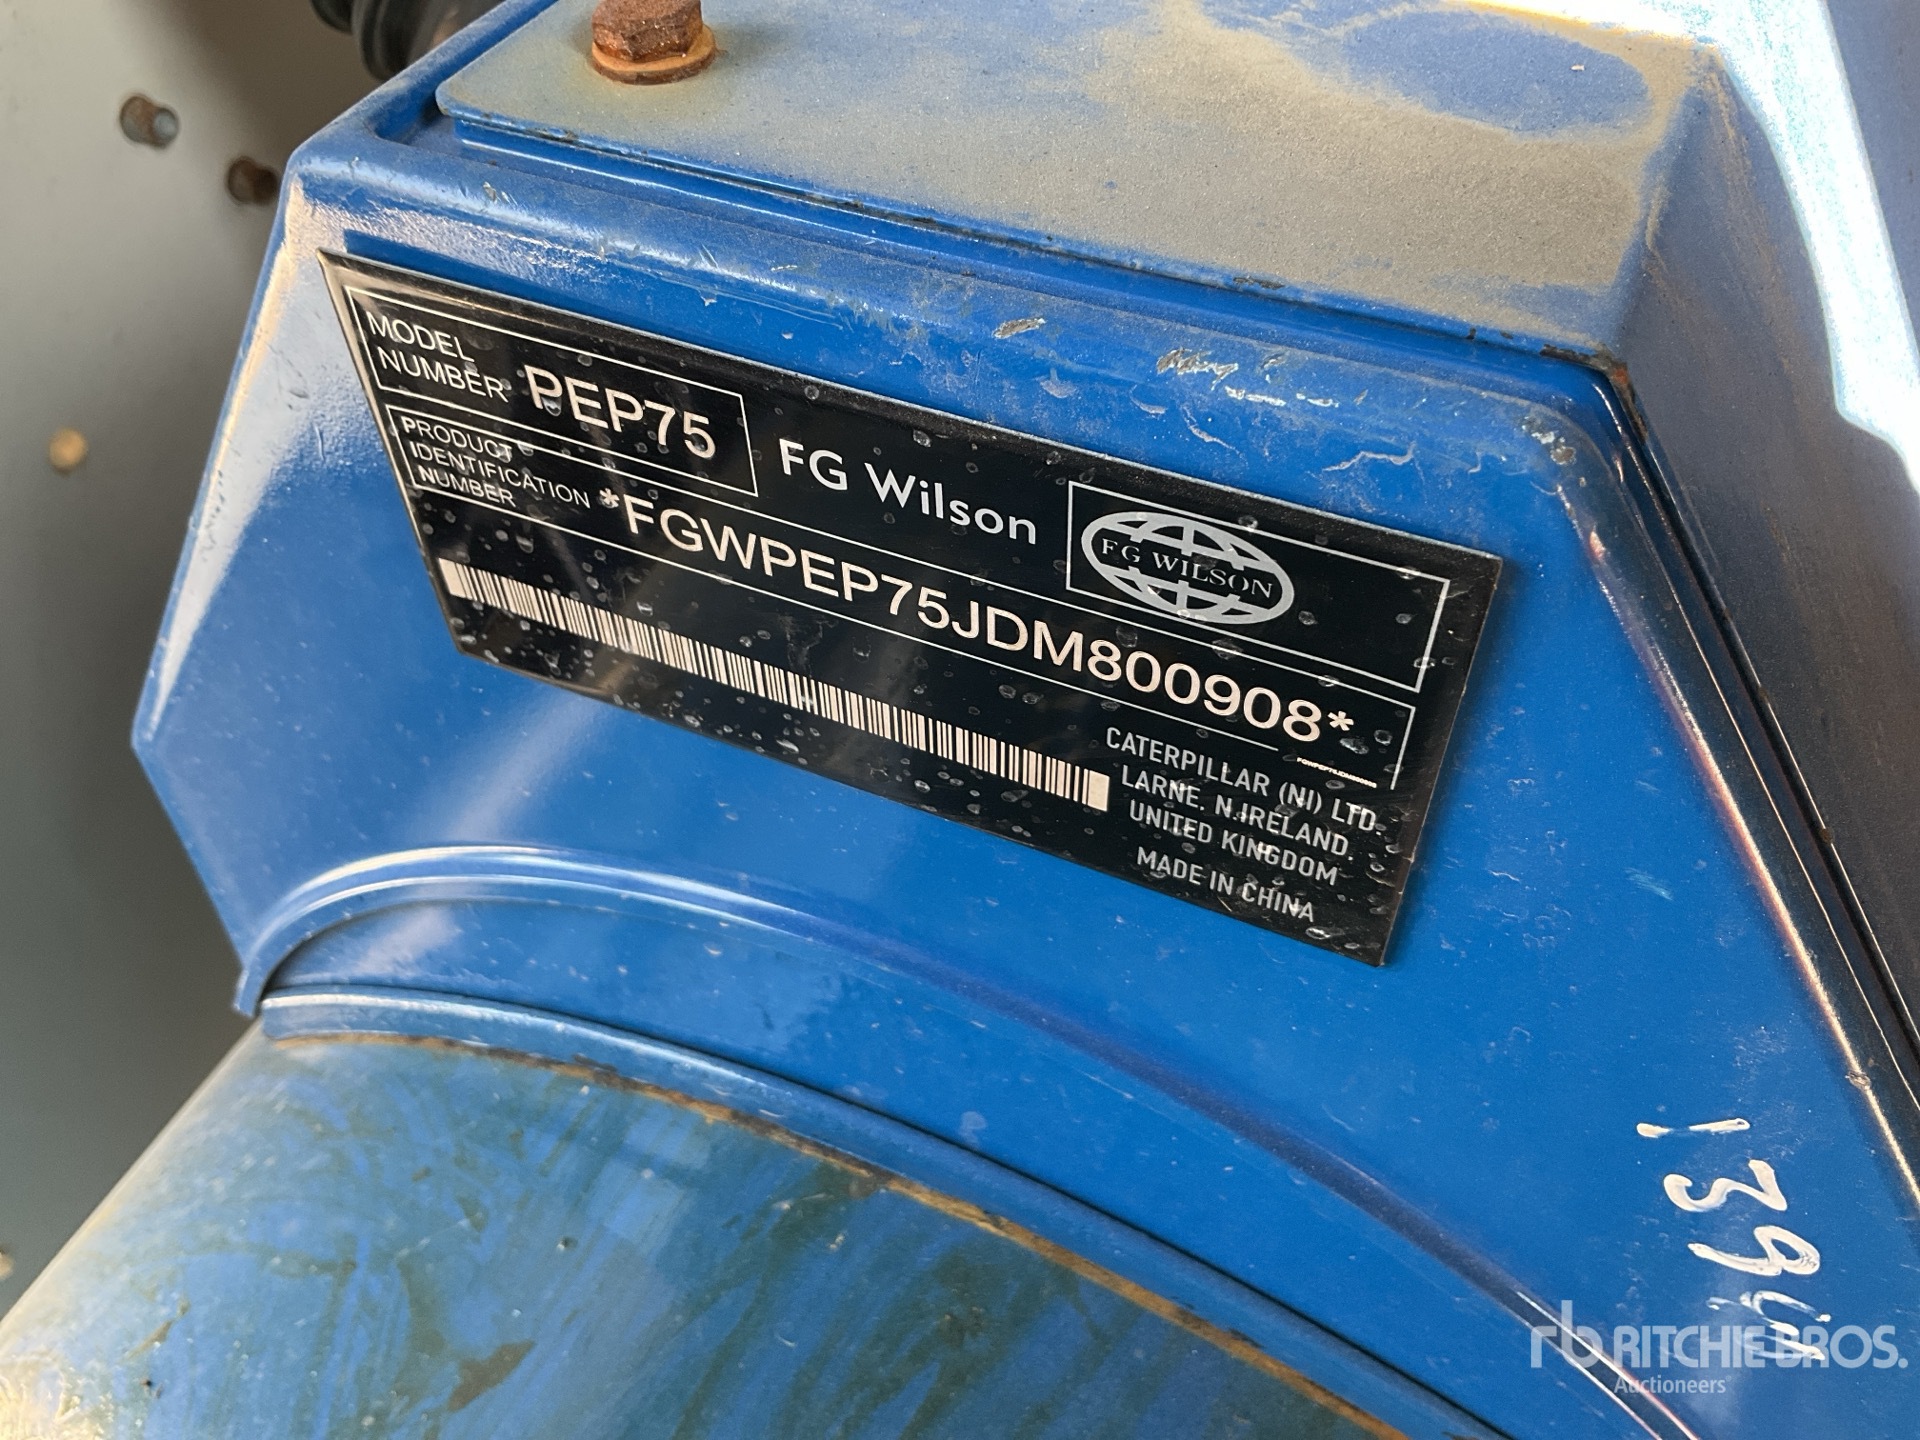 MODEL
NUMBER PEP75
FG Wilson
FG WILSON
PRODUCT
IDENTIFICATION
NUMBER
*FGWPEP75JDM800908*
CATERPILLAR (NI) LTD.
LARNE, N.IRELAND,
UNITED KINGDOM
MADE IN CHINA
1394
rb RITCHIE BROS.
Auctioneers